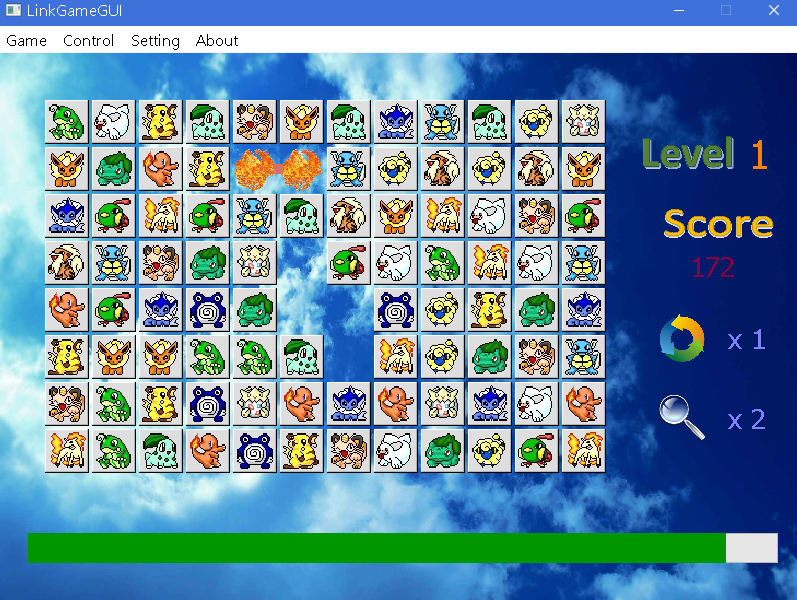 LinkGameGUI
Game Control Setting About
Level 1
Score
172
x 1
x 2